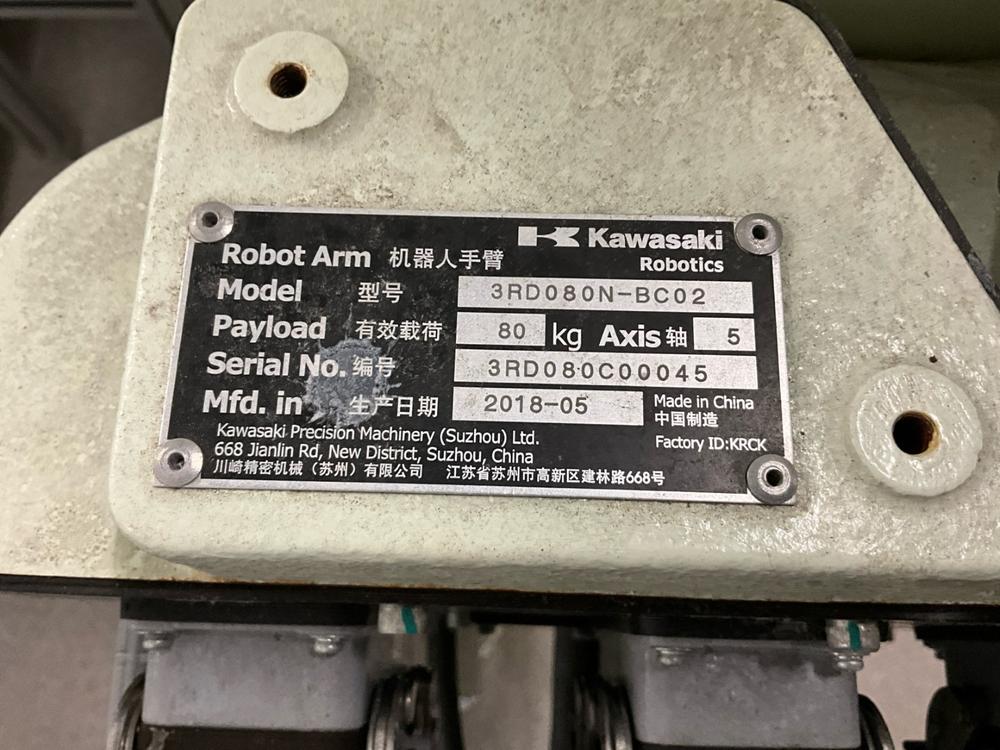 Kawasaki
Robotics
Robot Arm 机器人手臂
Model 型号 3RD080N-BC02
Payload 有效载荷 80 kg Axis 轴 5
Serial No. 编号 3RD080C00045
Mfd. in 生产日期 2018-05
Made in China
中国制造
Kawasaki Precision Machinery (Suzhou) Ltd.
668 Jianlin Rd, New District, Suzhou, China
Factory ID:KRCK
川崎精密机械（苏州）有限公司 江苏省苏州市高新区建林路668号